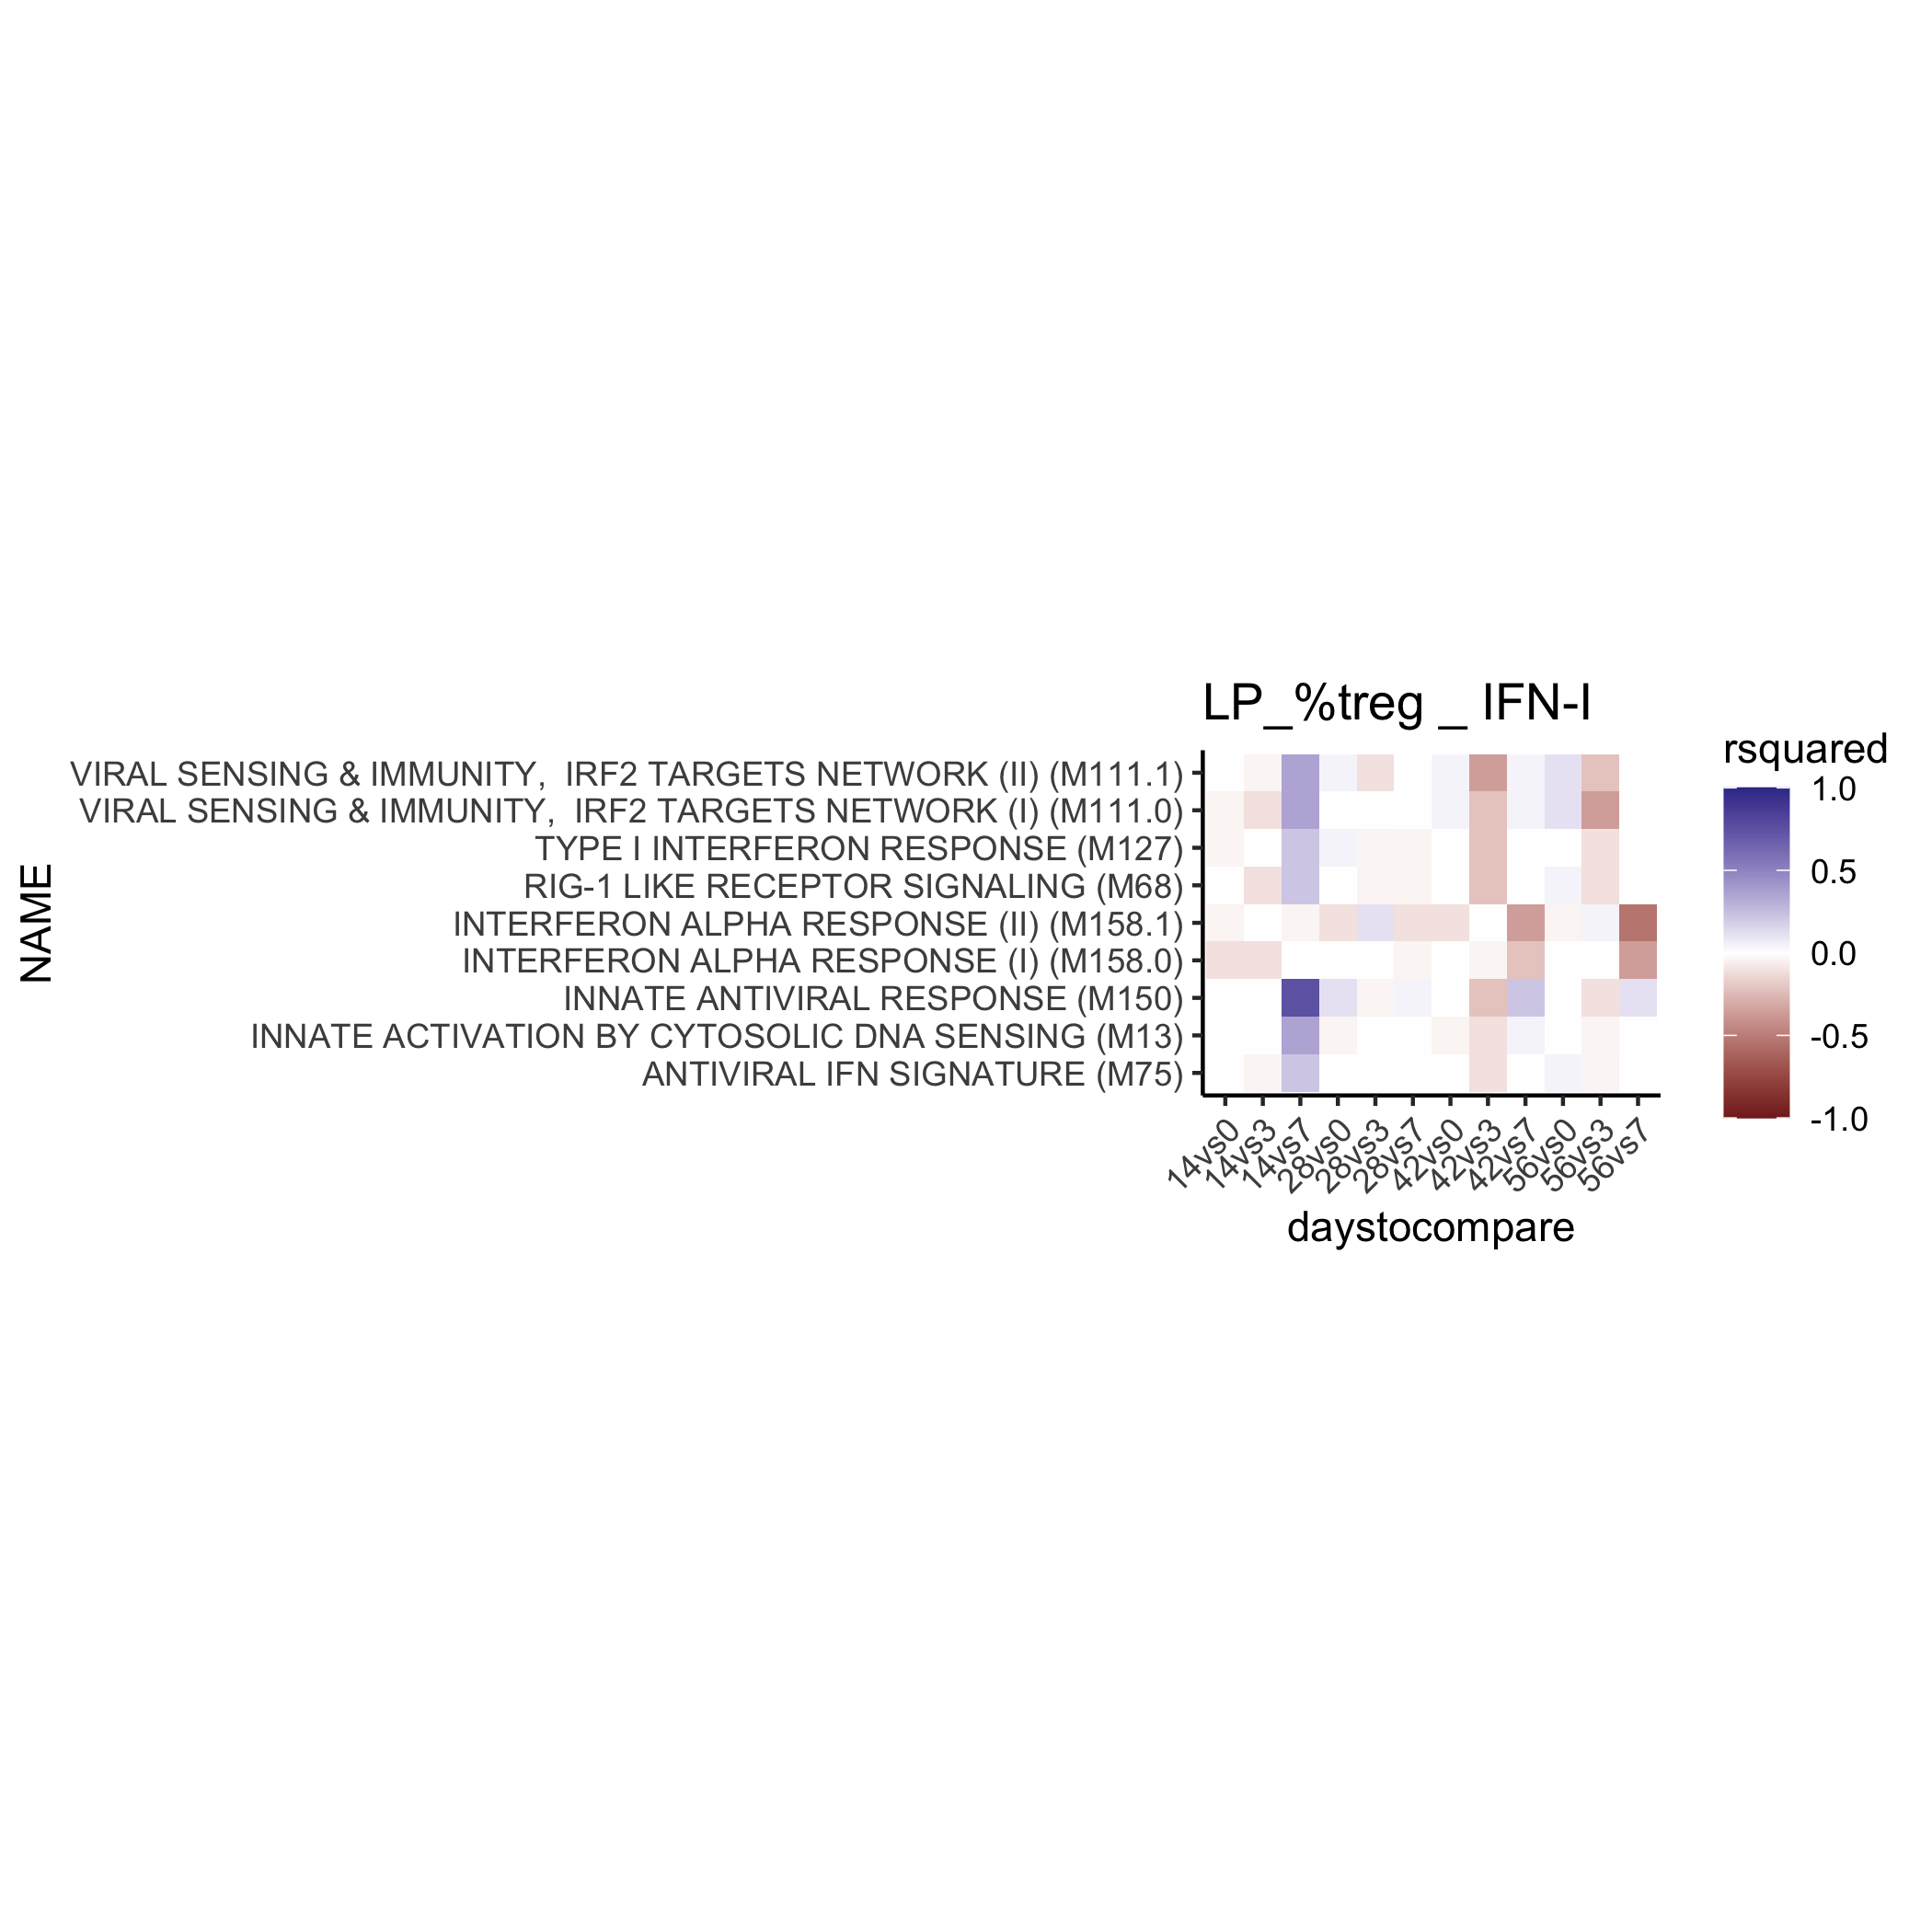 LP_%treg _ IFN-I
NAME
VIRAL SENSING & IMMUNITY,  IRF2 TARGETS NETWORK (II) (M111.1)
VIRAL SENSING & IMMUNITY,  IRF2 TARGETS NETWORK (I) (M111.0)
TYPE I INTERFERON RESPONSE (M127)
RIG-1 LIKE RECEPTOR SIGNALING (M68)
INTERFERON ALPHA RESPONSE (II) (M158.1)
INTERFERON ALPHA RESPONSE (I) (M158.0)
INNATE ANTIVIRAL RESPONSE (M150)
INNATE ACTIVATION BY CYTOSOLIC DNA SENSING (M13)
ANTIVIRAL IFN SIGNATURE (M75)
14vs0
14vs3
14vs7
28vs0
28vs3
28vs7
42vs0
42vs3
42vs7
56vs0
56vs3
56vs7
daystocompare
rsquared
1.0
0.5
0.0
-0.5
-1.0